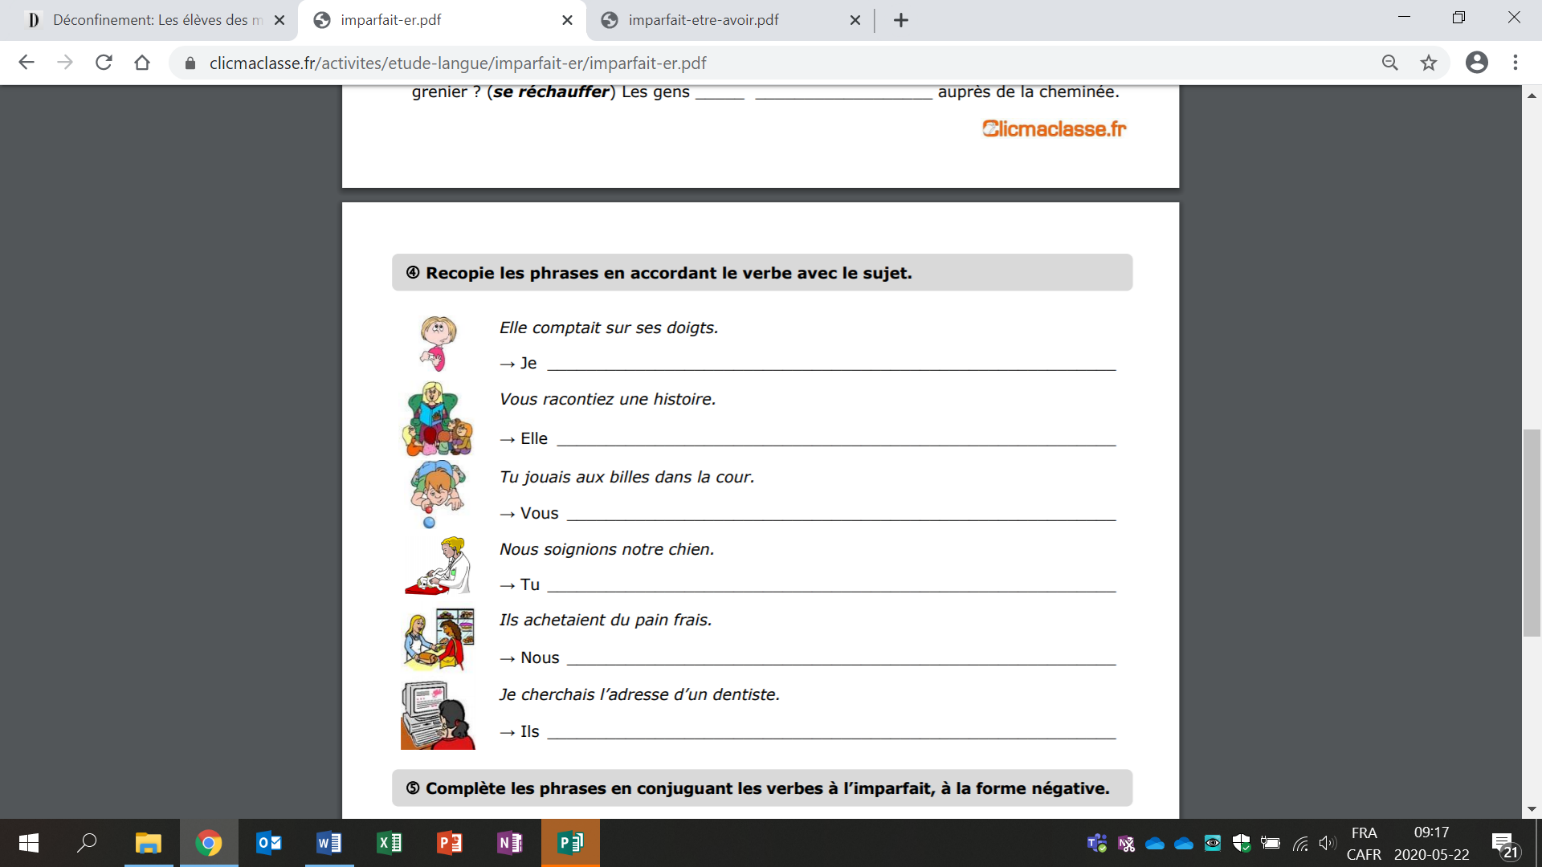 Déconfinement: Les élèves des m
imparfait-er.pdf
imparfait-etre-avoir.pdf
clicmaclasse.fr/activites/etude-langue/imparfait-er/imparfait-er.pdf
grenier ? (se réchauffer) Les gens _____ __________________ auprès de la cheminée.
Clicmaclasse.fr
④ Recopie les phrases en accordant le verbe avec le sujet.
Elle comptait sur ses doigts.
→ Je
Vous racontiez une histoire.
→ Elle
Tu jouais aux billes dans la cour.
→ Vous
Nous soignions notre chien.
→ Tu
Ils achetaient du pain frais.
→ Nous
Je cherchais l’adresse d’un dentiste.
→ Ils
⑤ Complète les phrases en conjuguant les verbes à l’imparfait, à la forme négative.
FRA 09:17
CAFR 2020-05-22 21